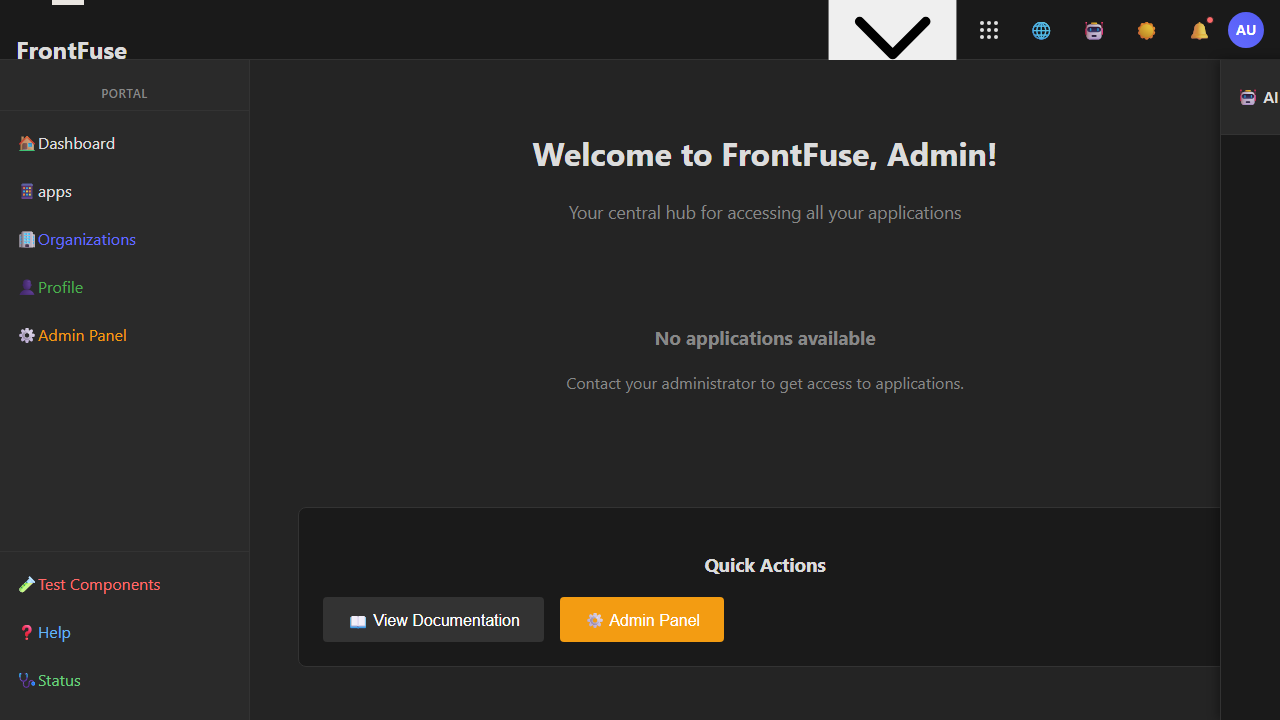 FrontFuse
AU
PORTAL
Dashboard
apps
Organizations
Profile
Admin Panel
Test Components
Help
Status
Welcome to FrontFuse, Admin!
Your central hub for accessing all your applications
No applications available
Contact your administrator to get access to applications.
Quick Actions
View Documentation
Admin Panel
AI